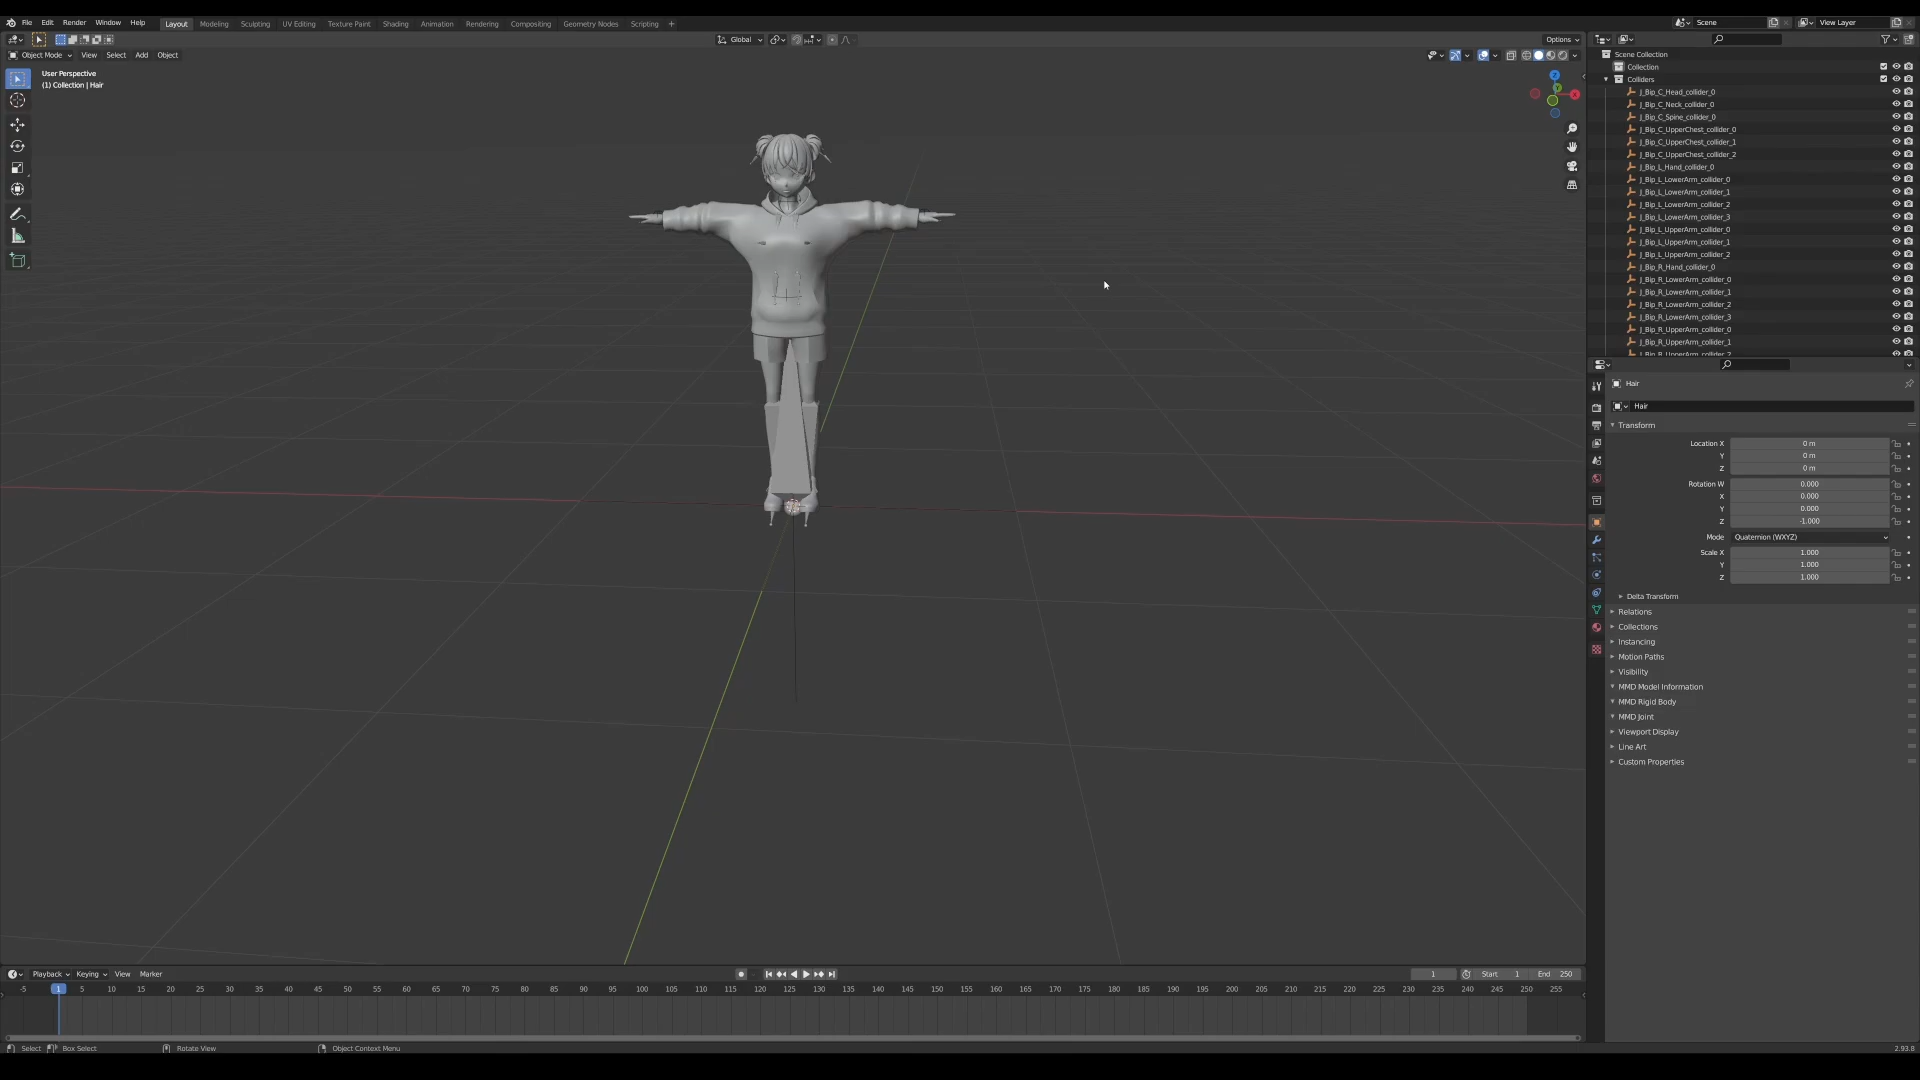 File Edit Render Window Help Layout Modeling Sculpting UV Editing Texture Paint Shading Animation Rendering Compositing Geometry Nodes Scripting + Scene View Layer
Global Options
Object Mode View Select Add Object
User Perspective
(1) Collection | Hair
Z
Y
X
Scene Collection
Collection
Colliders
J_Bip_C_Head_collider_0
J_Bip_C_Neck_collider_0
J_Bip_C_Spine_collider_0
J_Bip_C_UpperChest_collider_0
J_Bip_C_UpperChest_collider_1
J_Bip_C_UpperChest_collider_2
J_Bip_L_Hand_collider_0
J_Bip_L_LowerArm_collider_0
J_Bip_L_LowerArm_collider_1
J_Bip_L_LowerArm_collider_2
J_Bip_L_LowerArm_collider_3
J_Bip_L_UpperArm_collider_0
J_Bip_L_UpperArm_collider_1
J_Bip_L_UpperArm_collider_2
J_Bip_R_Hand_collider_0
J_Bip_R_LowerArm_collider_0
J_Bip_R_LowerArm_collider_1
J_Bip_R_LowerArm_collider_2
J_Bip_R_LowerArm_collider_3
J_Bip_R_UpperArm_collider_0
J_Bip_R_UpperArm_collider_1
J_Bip_R_UpperArm_collider_2
Hair
Hair
Transform
Location X 0 m
Y 0 m
Z 0 m
Rotation W 0.000
X 0.000
Y 0.000
Z -1.000
Mode Quaternion (WXYZ)
Scale X 1.000
Y 1.000
Z 1.000
Delta Transform
Relations
Collections
Instancing
Motion Paths
Visibility
MMD Model Information
MMD Rigid Body
MMD Joint
Viewport Display
Line Art
Custom Properties
Playback Keying View Marker 1 Start 1 End 250
-5 1 5 10 15 20 25 30 35 40 45 50 55 60 65 70 75 80 85 90 95 100 105 110 115 120 125 130 135 140 145 150 155 160 165 170 175 180 185 190 195 200 205 210 215 220 225 230 235 240 245 250 255
Select Box Select Rotate View Object Context Menu 2.93.8